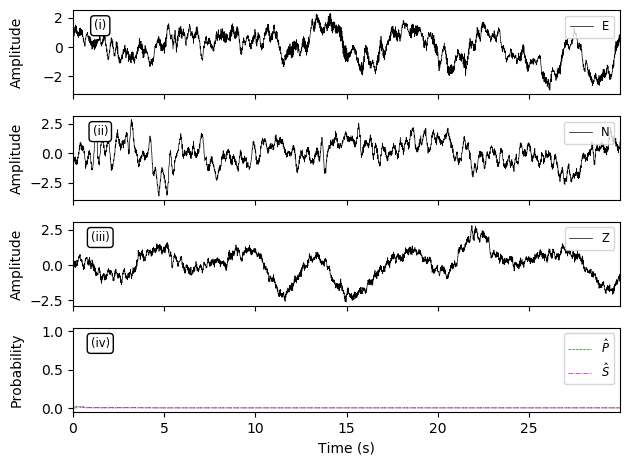 Amplitude
2
0
−2
(i)
E
Amplitude
2.5
0.0
−2.5
(ii)
N
Amplitude
2.5
0.0
−2.5
(iii)
Z
Probability
1.0
0.5
0.0
(iv)
P̂
Ŝ
0 5 10 15 20 25
Time (s)